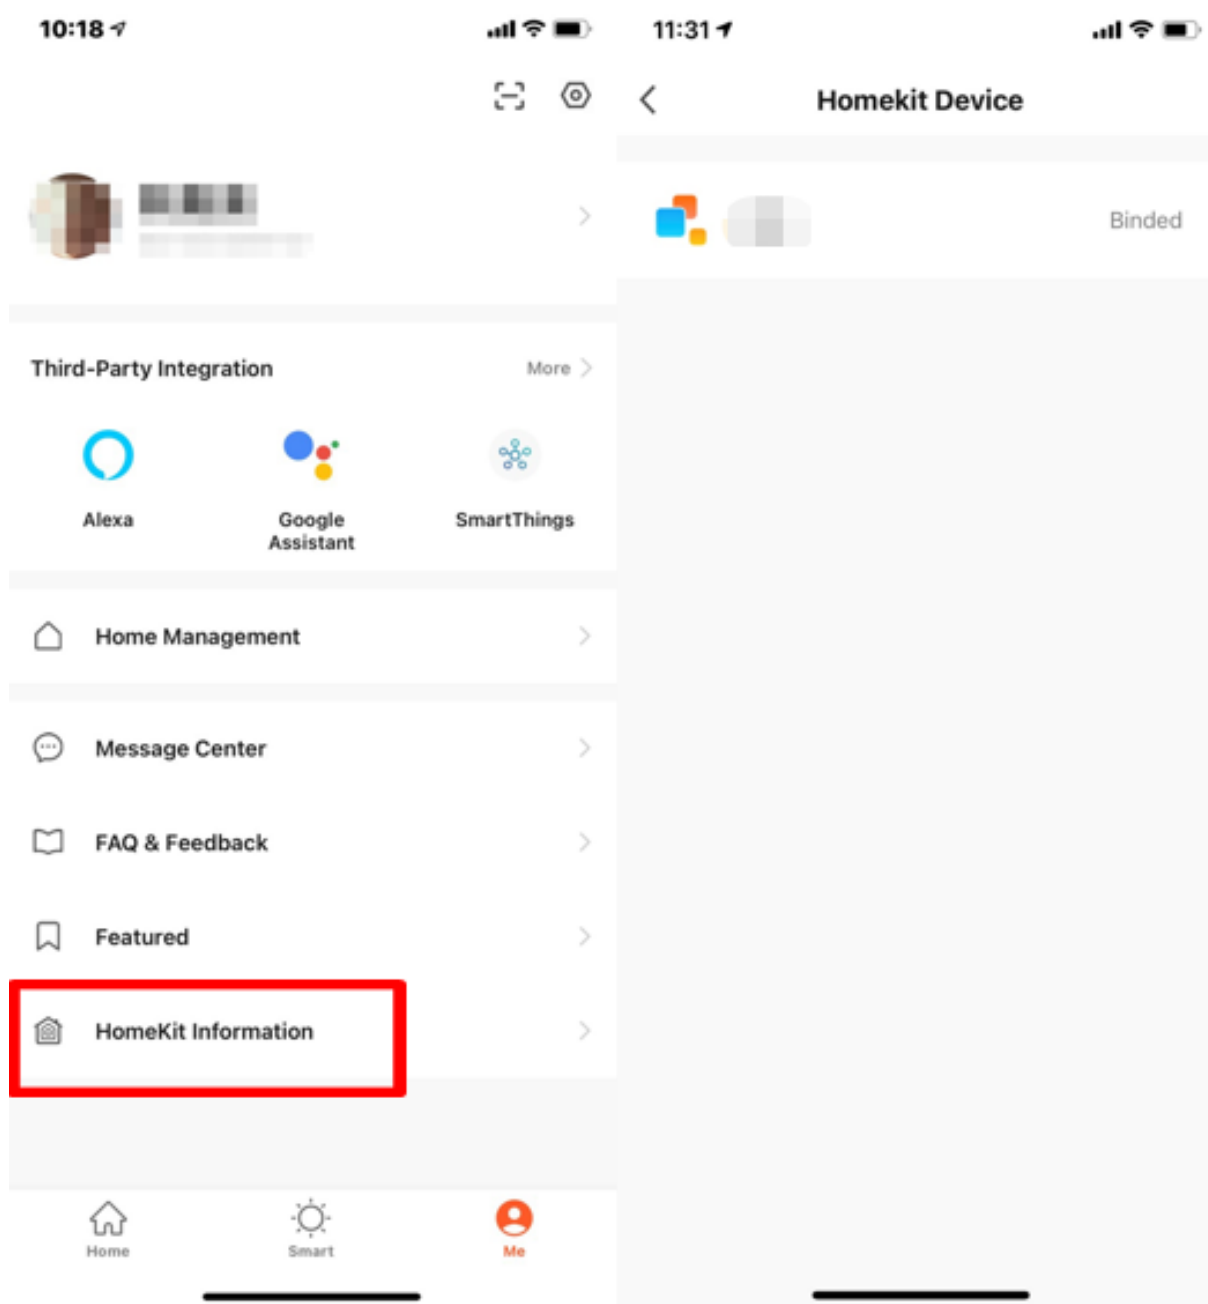 10:18
Third-Party Integration
More
Alexa
Google
Assistant
SmartThings
Home Management
Message Center
FAQ & Feedback
Featured
HomeKit Information
Home
Smart
Me
11:31
Homekit Device
Binded